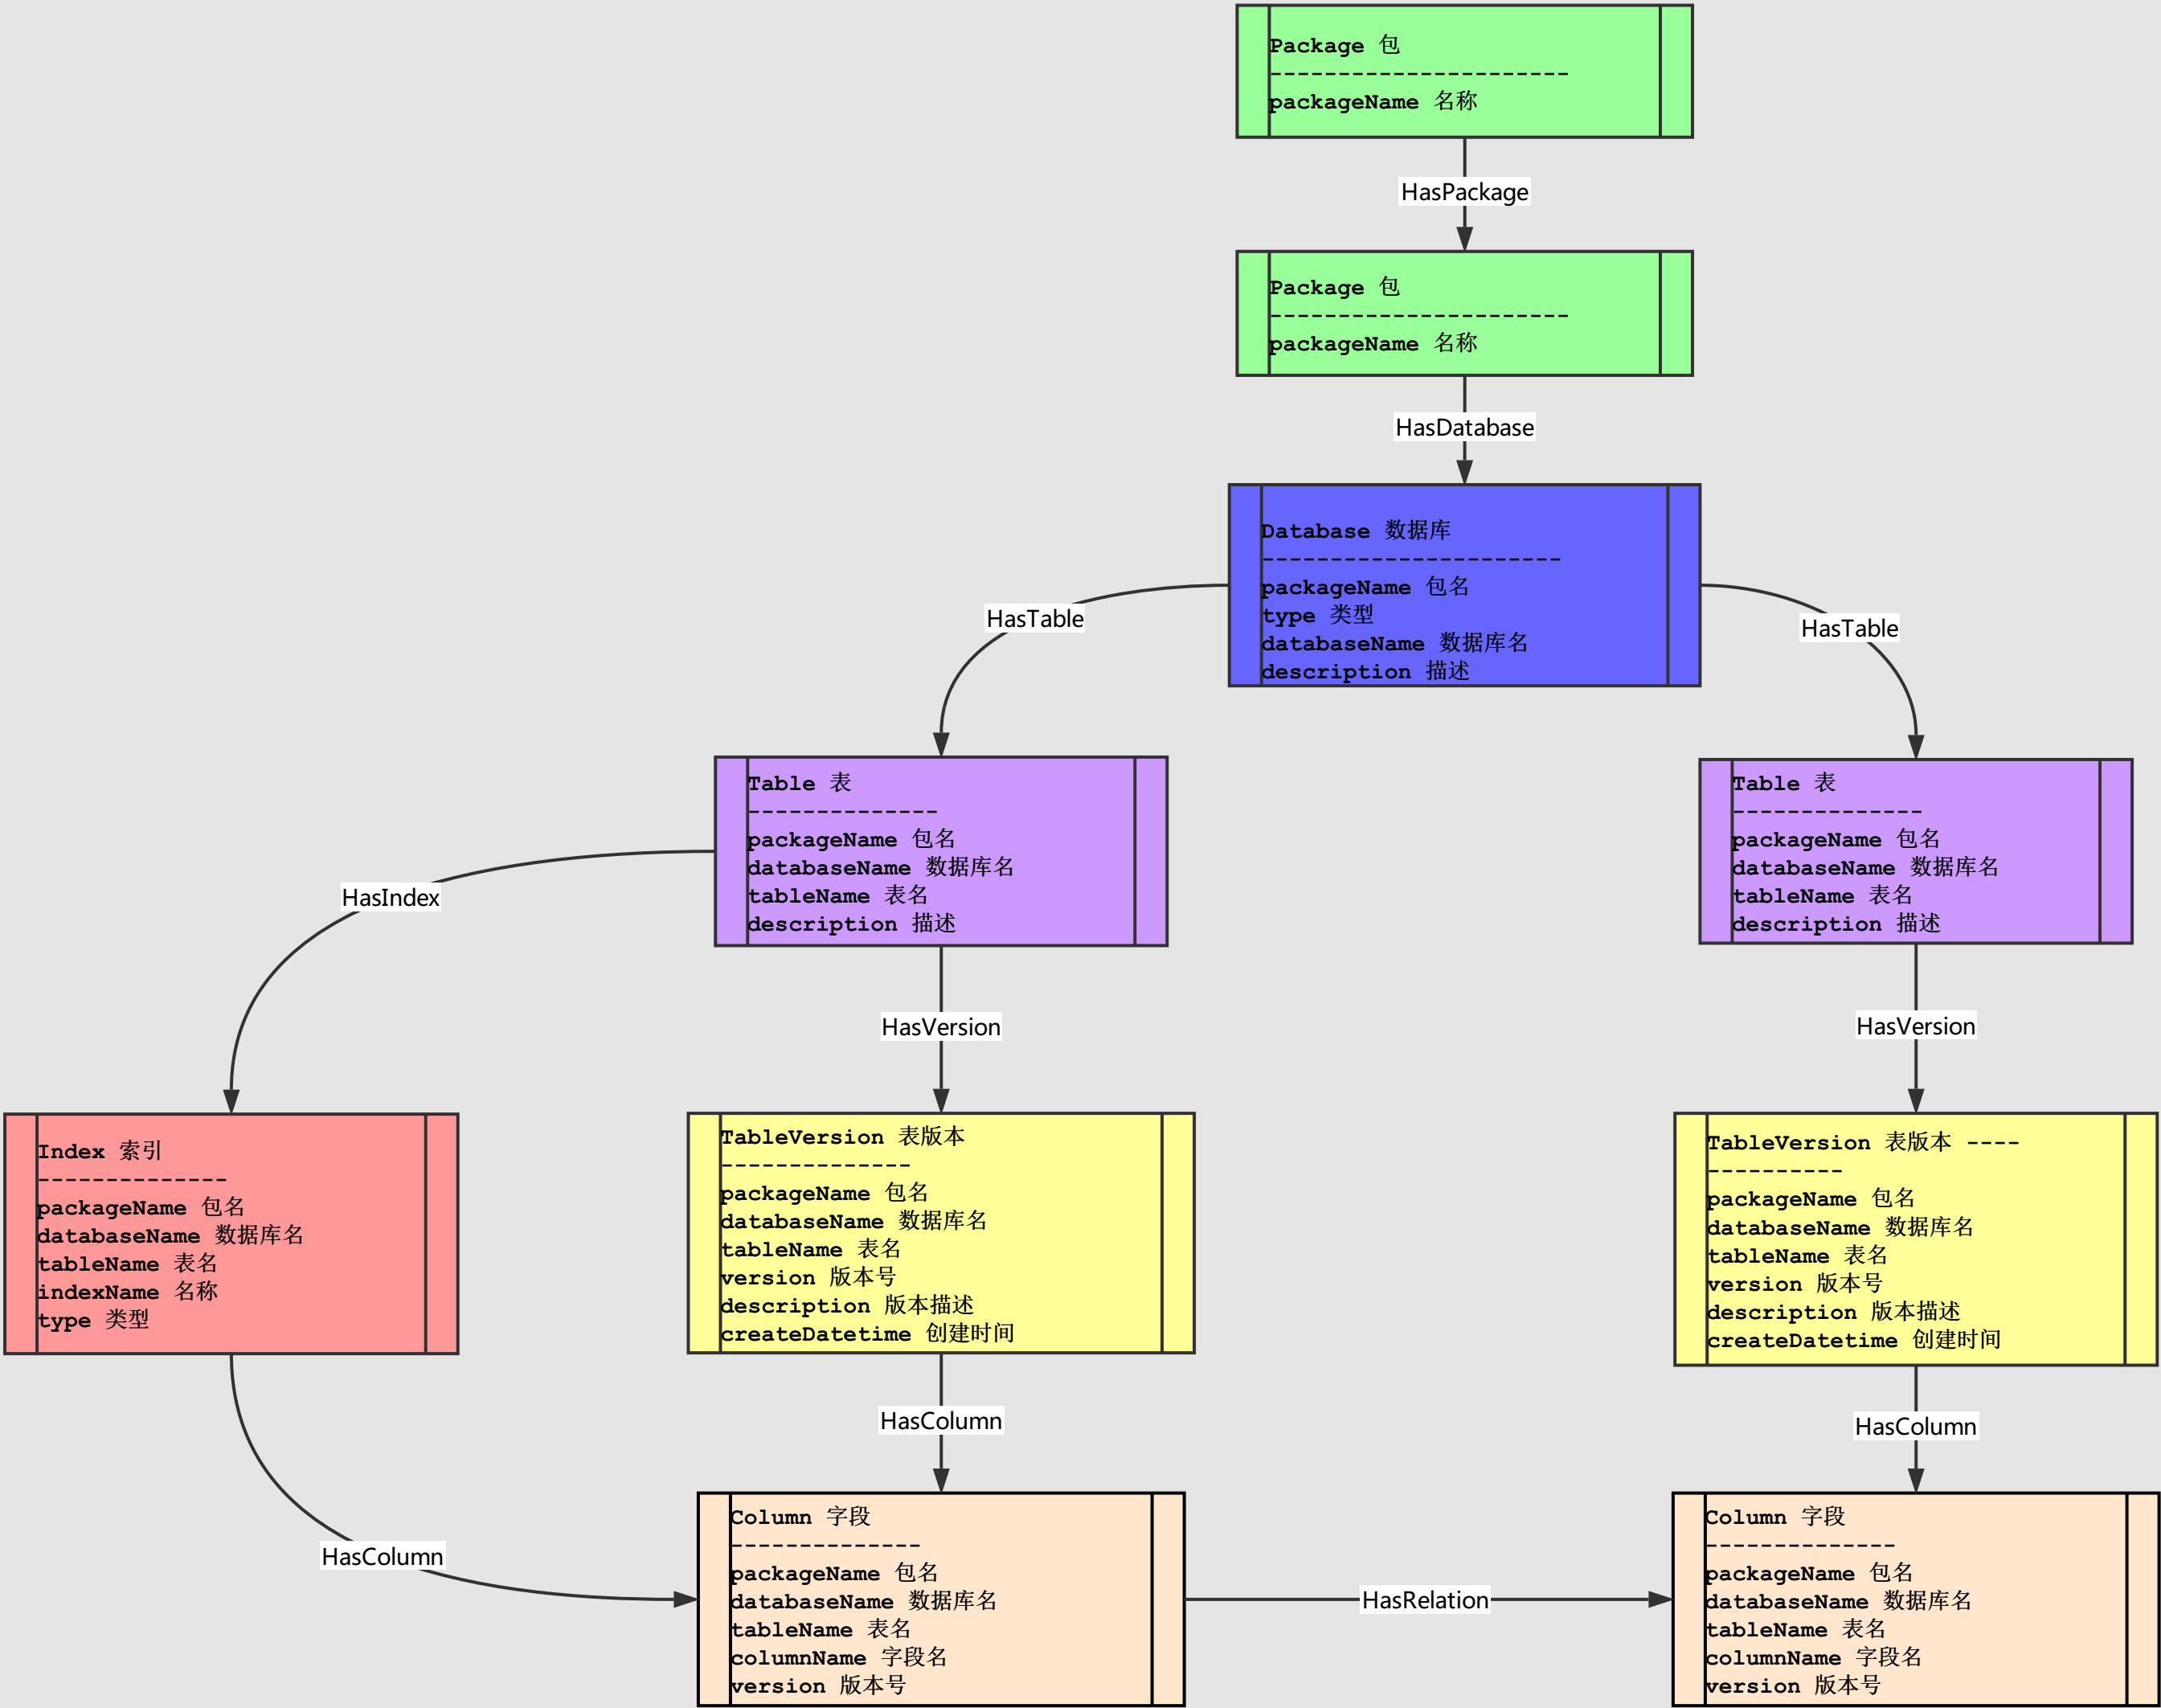 Package 包
----------------------
packageName 名称
HasPackage
Package 包
----------------------
packageName 名称
HasDatabase
Database 数据库
----------------------
packageName 包名
type 类型
databaseName 数据库名
description 描述
HasTable
HasTable
Table 表
--------------
packageName 包名
databaseName 数据库名
tableName 表名
description 描述
Table 表
--------------
packageName 包名
databaseName 数据库名
tableName 表名
description 描述
HasIndex
HasVersion
HasVersion
Index 索引
--------------
packageName 包名
databaseName 数据库名
tableName 表名
indexName 名称
type 类型
TableVersion 表版本
--------------
packageName 包名
databaseName 数据库名
tableName 表名
version 版本号
description 版本描述
createDatetime 创建时间
TableVersion 表版本 ----
----------
packageName 包名
databaseName 数据库名
tableName 表名
version 版本号
description 版本描述
createDatetime 创建时间
HasColumn
HasColumn
HasColumn
Column 字段
--------------
packageName 包名
databaseName 数据库名
tableName 表名
columnName 字段名
version 版本号
HasRelation
Column 字段
--------------
packageName 包名
databaseName 数据库名
tableName 表名
columnName 字段名
version 版本号